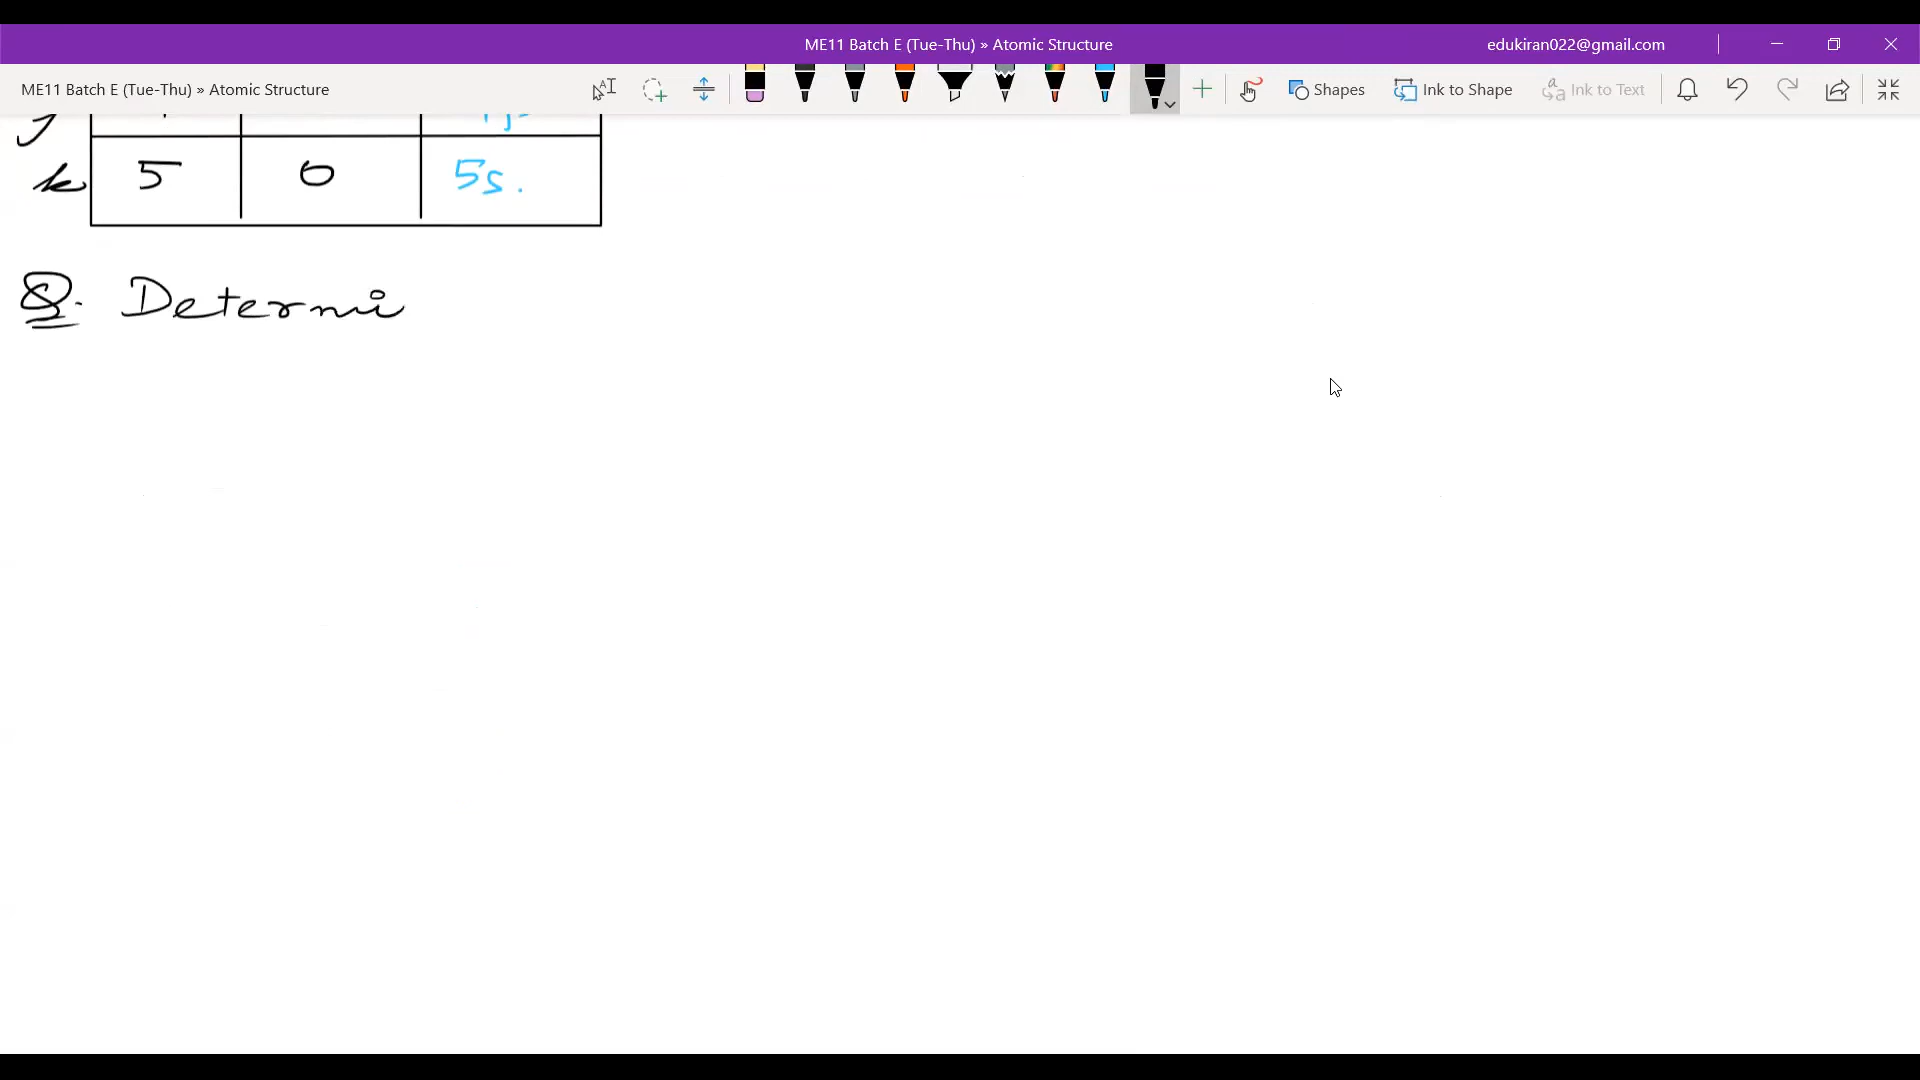 ME11 Batch E (Tue-Thu) » Atomic Structure
edukiran022@gmail.com
ME11 Batch E (Tue-Thu) » Atomic Structure
Shapes
Ink to Shape
Ink to Text
k 5 0 5s.
Q. Determi